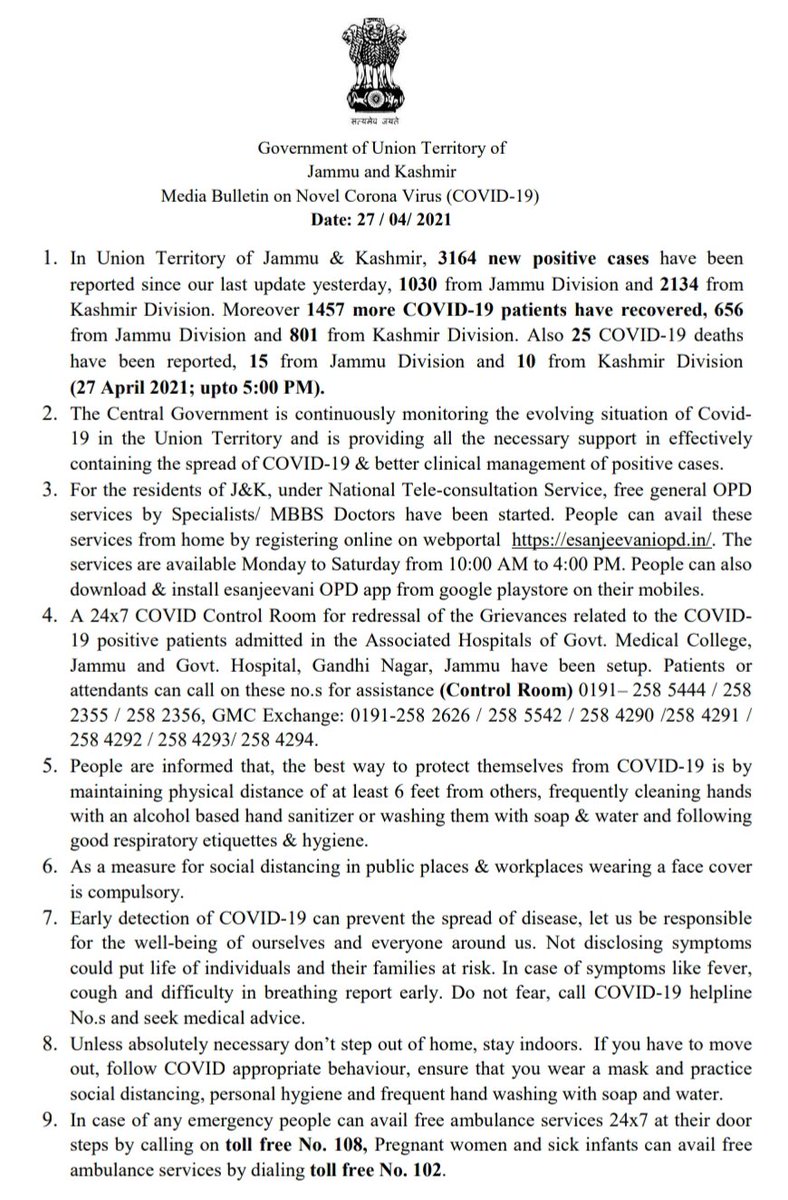 सत्यमेव जयते
Government of Union Territory of
Jammu and Kashmir
Media Bulletin on Novel Corona Virus (COVID-19)
Date: 27 / 04/ 2021
1. In Union Territory of Jammu & Kashmir, 3164 new positive cases have been
reported since our last update yesterday, 1030 from Jammu Division and 2134 from
Kashmir Division. Moreover 1457 more COVID-19 patients have recovered, 656
from Jammu Division and 801 from Kashmir Division. Also 25 COVID-19 deaths
have been reported, 15 from Jammu Division and 10 from Kashmir Division
(27 April 2021; upto 5:00 PM).
2. The Central Government is continuously monitoring the evolving situation of Covid-
19 in the Union Territory and is providing all the necessary support in effectively
containing the spread of COVID-19 & better clinical management of positive cases.
3. For the residents of J&K, under National Tele-consultation Service, free general OPD
services by Specialists/ MBBS Doctors have been started. People can avail these
services from home by registering online on webportal https://esanjeevaniopd.in/. The
services are available Monday to Saturday from 10:00 AM to 4:00 PM. People can also
download & install esanjeevani OPD app from google playstore on their mobiles.
4. A 24x7 COVID Control Room for redressal of the Grievances related to the COVID-
19 positive patients admitted in the Associated Hospitals of Govt. Medical College,
Jammu and Govt. Hospital, Gandhi Nagar, Jammu have been setup. Patients or
attendants can call on these no.s for assistance (Control Room) 0191– 258 5444 / 258
2355 / 258 2356, GMC Exchange: 0191-258 2626 / 258 5542 / 258 4290 /258 4291 /
258 4292 / 258 4293/ 258 4294.
5. People are informed that, the best way to protect themselves from COVID-19 is by
maintaining physical distance of at least 6 feet from others, frequently cleaning hands
with an alcohol based hand sanitizer or washing them with soap & water and following
good respiratory etiquettes & hygiene.
6. As a measure for social distancing in public places & workplaces wearing a face cover
is compulsory.
7. Early detection of COVID-19 can prevent the spread of disease, let us be responsible
for the well-being of ourselves and everyone around us. Not disclosing symptoms
could put life of individuals and their families at risk. In case of symptoms like fever,
cough and difficulty in breathing report early. Do not fear, call COVID-19 helpline
No.s and seek medical advice.
8. Unless absolutely necessary don’t step out of home, stay indoors. If you have to move
out, follow COVID appropriate behaviour, ensure that you wear a mask and practice
social distancing, personal hygiene and frequent hand washing with soap and water.
9. In case of any emergency people can avail free ambulance services 24x7 at their door
steps by calling on toll free No. 108, Pregnant women and sick infants can avail free
ambulance services by dialing toll free No. 102.